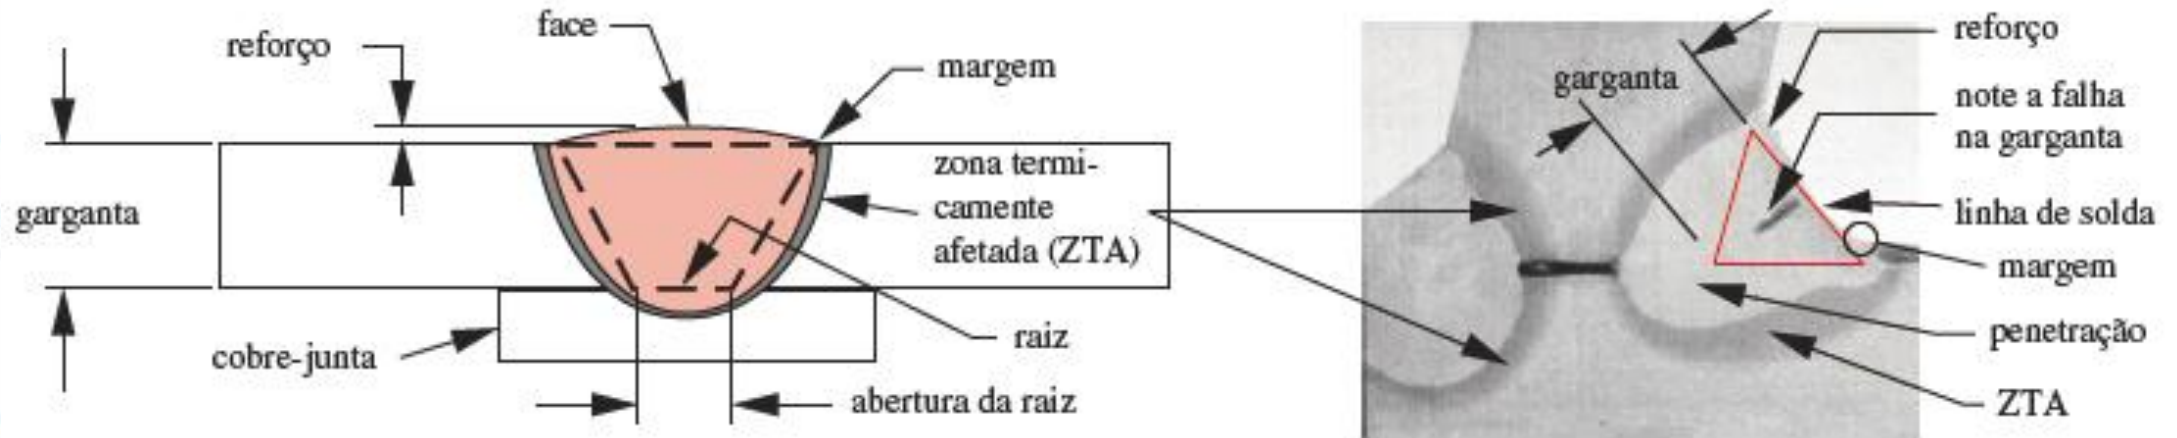 face
reforço
margem
garganta
zona termi-
camente
afetada (ZTA)
raiz
cobre-junta
abertura da raiz
garganta
reforço
note a falha
na garganta
linha de solda
margem
penetração
ZTA